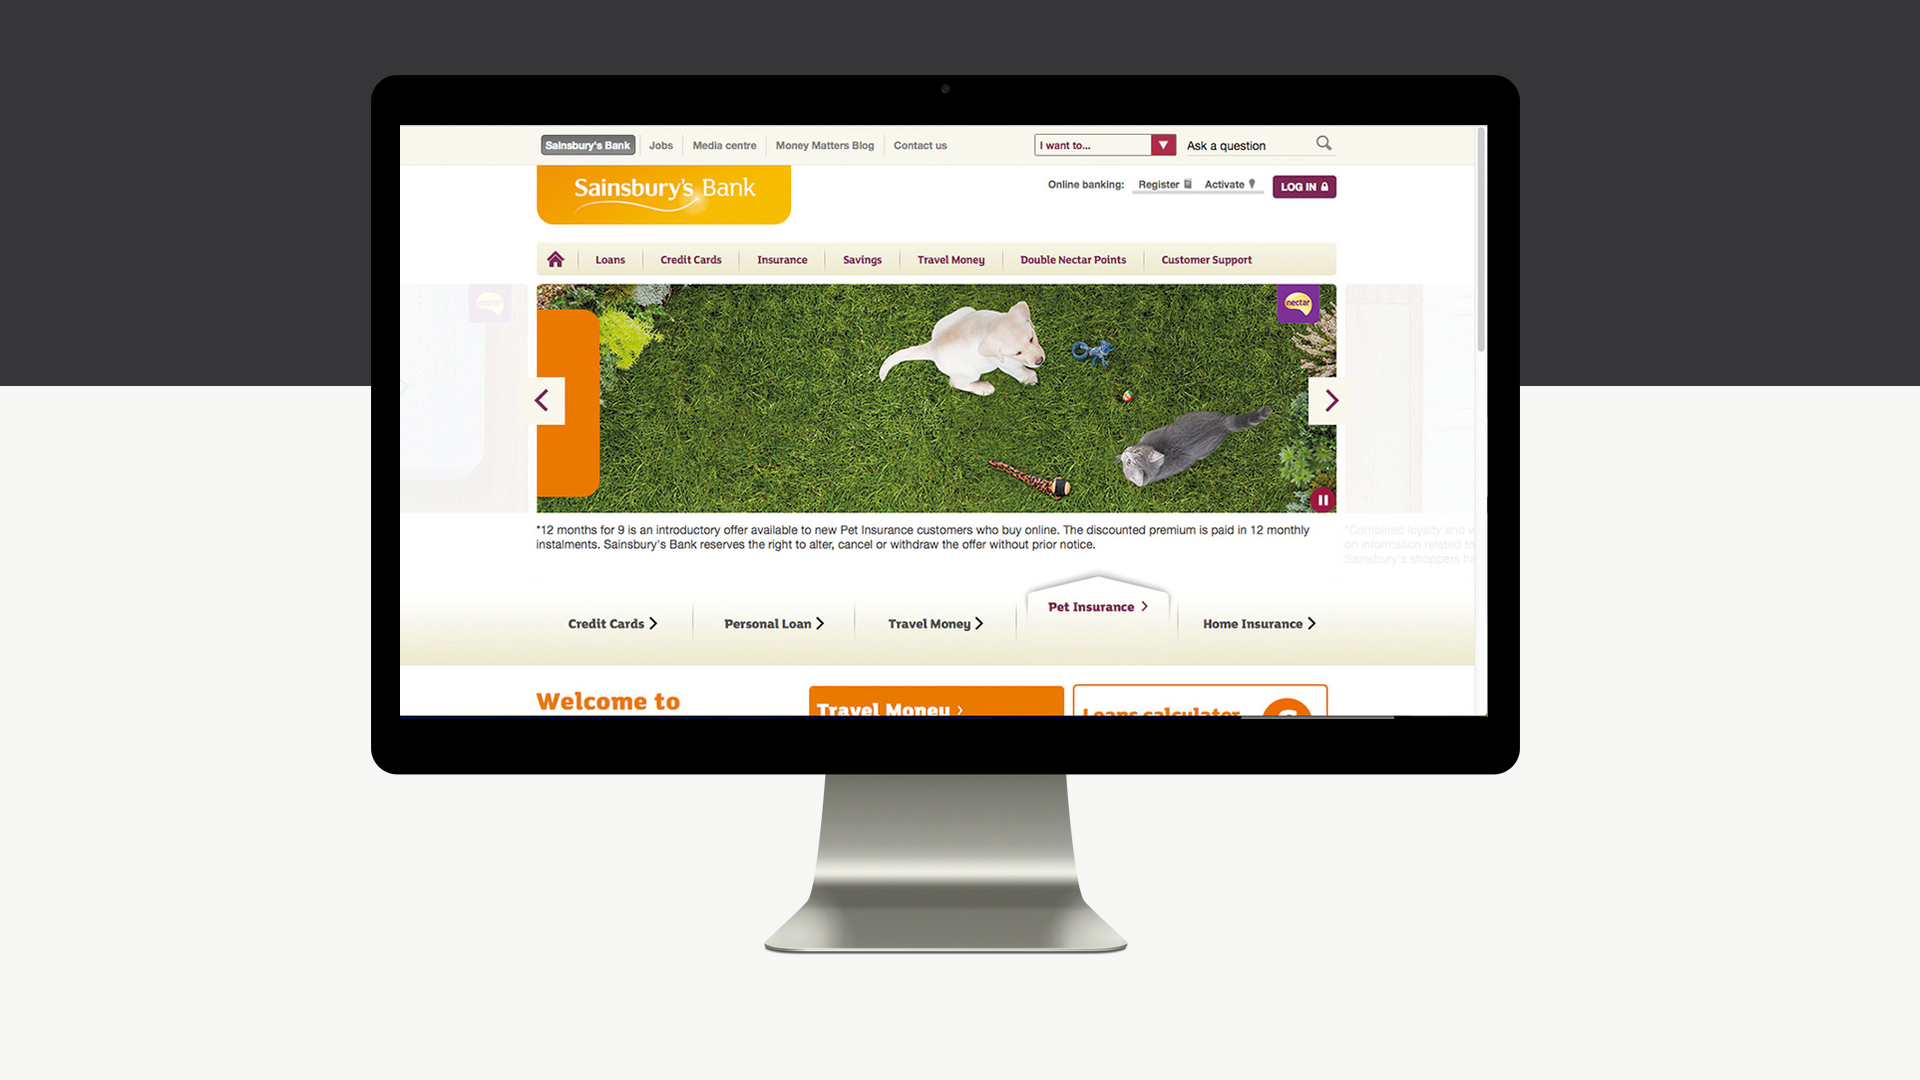 Sainsbury's Bank Jobs Media centre Money Matters Blog Contact us I want to... Ask a question
Sainsbury's Bank
Online banking: Register Activate LOG IN
Loans Credit Cards Insurance Savings Travel Money Double Nectar Points Customer Support
nectar
nectar
*12 months for 9 is an introductory offer available to new Pet Insurance customers who buy online. The discounted premium is paid in 12 monthly
instalments. Sainsbury's Bank reserves the right to alter, cancel or withdraw the offer without prior notice.
*Combined loyalty and
on information related to
Sainsbury's shoppers
Credit Cards Personal Loan Travel Money Pet Insurance Home Insurance
Welcome to
Travel Money
Loans calculator